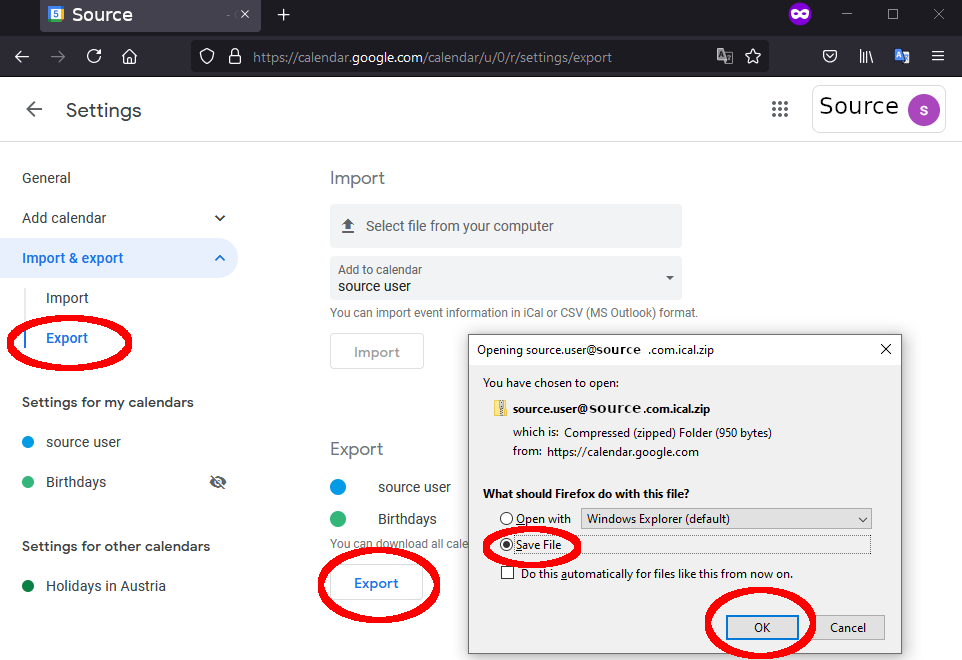 5 Source
https://calendar.google.com/calendar/u/0/r/settings/export
Settings
Source S
General
Add calendar
Import & export
Import
Export
Settings for my calendars
source user
Birthdays
Settings for other calendars
Holidays in Austria
Import
Select file from your computer
Add to calendar
source user
You can import event information in iCal or CSV (MS Outlook) format.
Import
Export
source user
Birthdays
You can download all cale
Export
Opening source.user@source .com.ical.zip
You have chosen to open:
source.user@source.com.ical.zip
which is: Compressed (zipped) Folder (950 bytes)
from: https://calendar.google.com
What should Firefox do with this file?
Open with Windows Explorer (default)
Save File
Do this automatically for files like this from now on.
OK Cancel